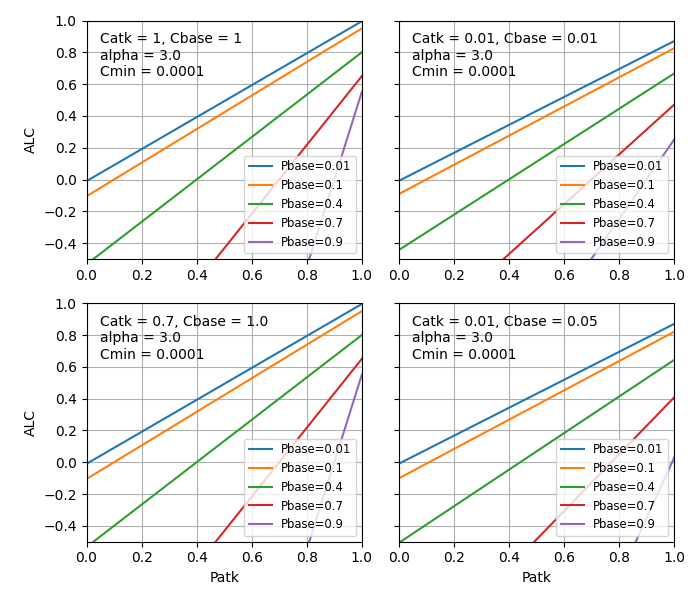 Catk = 1, Cbase = 1
alpha = 3.0
Cmin = 0.0001
1.0
0.8
0.6
0.4
0.2
0.0
−0.2
−0.4
ALC
Pbase=0.01
Pbase=0.1
Pbase=0.4
Pbase=0.7
Pbase=0.9
0.0 0.2 0.4 0.6 0.8 1.0
Catk = 0.01, Cbase = 0.01
alpha = 3.0
Cmin = 0.0001
Pbase=0.01
Pbase=0.1
Pbase=0.4
Pbase=0.7
Pbase=0.9
0.0 0.2 0.4 0.6 0.8 1.0
Catk = 0.7, Cbase = 1.0
alpha = 3.0
Cmin = 0.0001
1.0
0.8
0.6
0.4
0.2
0.0
−0.2
−0.4
ALC
Pbase=0.01
Pbase=0.1
Pbase=0.4
Pbase=0.7
Pbase=0.9
0.0 0.2 0.4 0.6 0.8 1.0
Patk
Catk = 0.01, Cbase = 0.05
alpha = 3.0
Cmin = 0.0001
Pbase=0.01
Pbase=0.1
Pbase=0.4
Pbase=0.7
Pbase=0.9
0.0 0.2 0.4 0.6 0.8 1.0
Patk